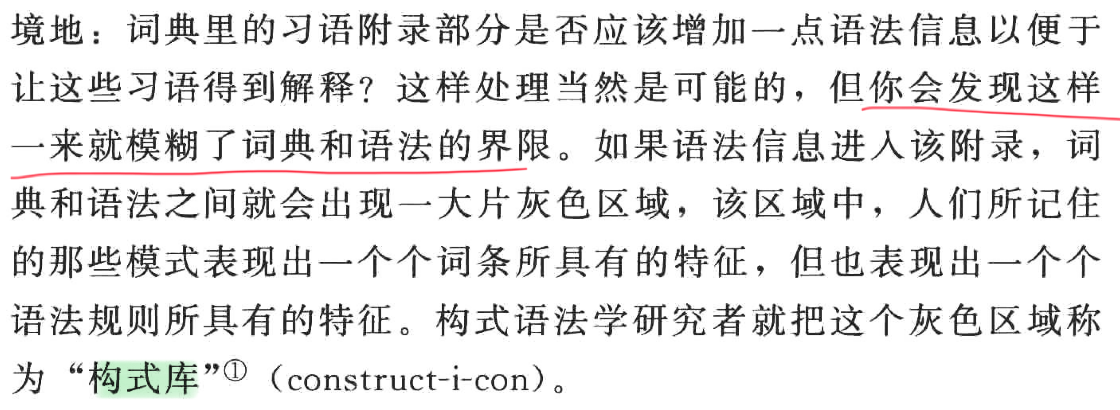 境地：词典里的习语附录部分是否应该增加一点语法信息以便于
让这些习语得到解释？这样处理当然是可能的，但你会发现这样
一来就模糊了词典和语法的界限。如果语法信息进入该附录，词
典和语法之间就会出现一大片灰色区域，该区域中，人们所记住
的那些模式表现出一个个词条所具有的特征，但也表现出一个个
语法规则所具有的特征。构式语法学研究者就把这个灰色区域称
为“构式库”①（construct-i-con）。